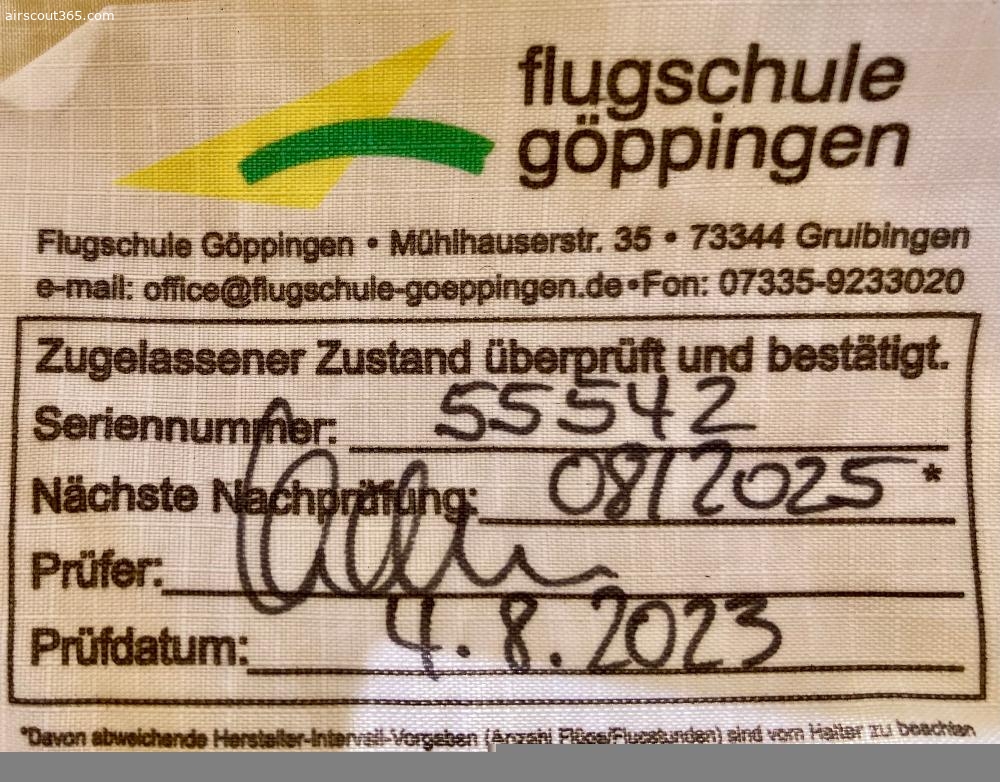 airscout365.com
flugschule
göppingen
Flugschule Göppingen • Mühlhauserstr. 35 • 73344 Gruibingen
e-mail: office@flugschule-goeppingen.de•Fon: 07335-9233020
Zugelassener Zustand überprüft und bestätigt.
Seriennummer: 55542
Nächste Nachprüfung: 08/2025 *
Prüfer:
Prüfdatum: 4.8.2023
*Davon abweichende Hersteller-Intervall-Vorgaben (Anzahl Flüge/Flugstunden) sind vom Halter zu beachten